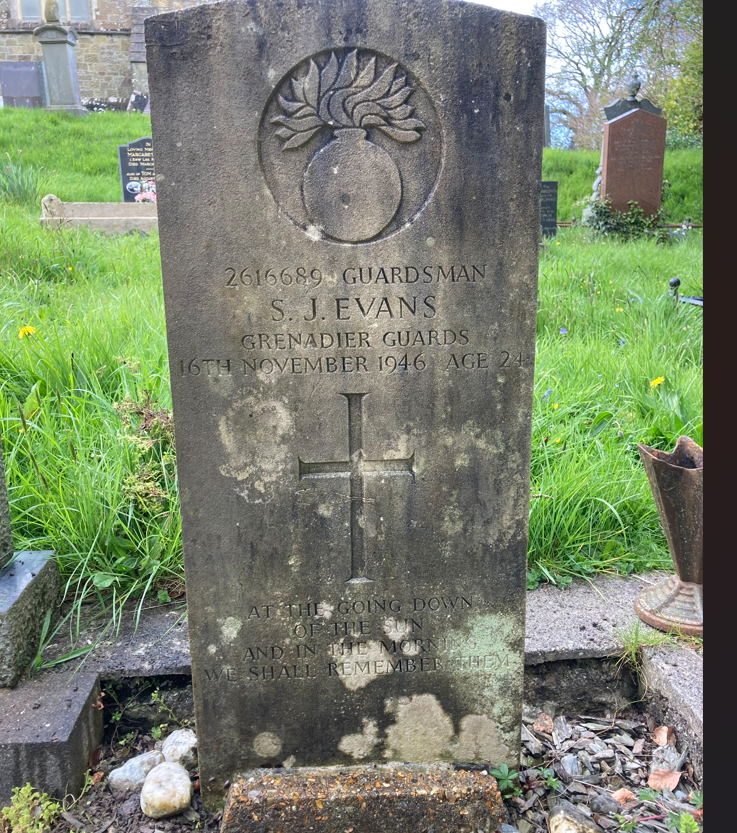 2616689 GUARDSMAN
S. J. EVANS
GRENADIER GUARDS
16TH NOVEMBER 1946 AGE 24
AT THE GOING DOWN
OF THE SUN
AND IN THE MORNING
WE SHALL REMEMBER THEM
MARGARET